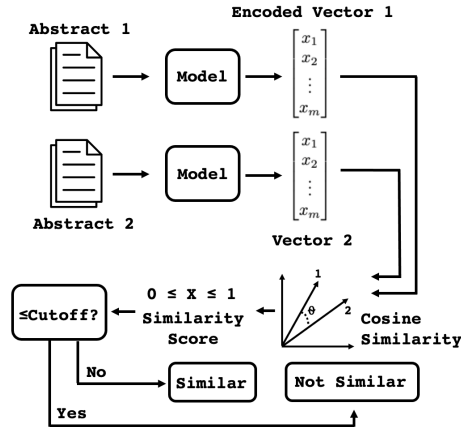 Encoded Vector 1
Abstract 1
Model
x₁
x₂
⋮
xₘ
Model
x₁
x₂
⋮
xₘ
Abstract 2
Vector 2
1
θ
2
Cosine
Similarity
0 ≤ X ≤ 1
Similarity
Score
≤Cutoff?
No
Similar
Not Similar
Yes